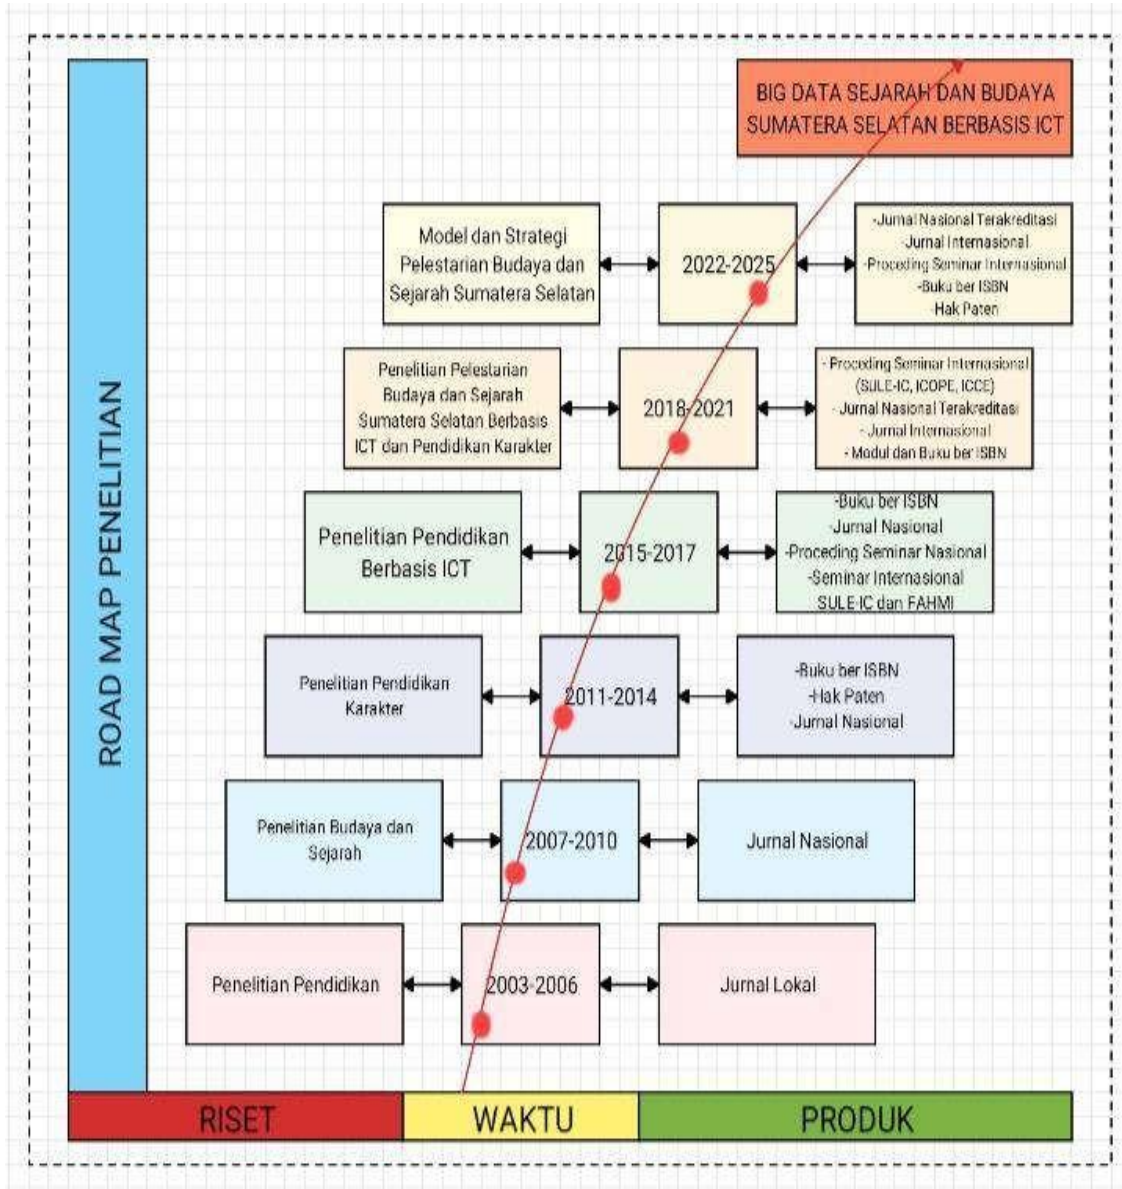 BIG DATA SEJARAH DAN BUDAYA
SUMATERA SELATAN BERBASIS ICT
ROAD MAP PENELITIAN
Model dan Strategi
Pelestarian Budaya dan
Sejarah Sumatera Selatan
2022-2025
-Jurnal Nasional Terakreditasi
-Jurnal Internasional
-Proceding Seminar Internasional
-Buku ber ISBN
-Hak Paten
Penelitian Pelestarian
Budaya dan Sejarah
Sumatera Selatan Berbasis
ICT dan Pendidikan Karakter
2018-2021
- Proceding Seminar Internasional
(SULE-IC, ICOPE, ICCE)
- Jurnal Nasional Terakreditasi
- Jurnal Internasional
- Modul dan Buku ber ISBN
Penelitian Pendidikan
Berbasis ICT
2015-2017
-Buku ber ISBN
-Jurnal Nasional
-Proceding Seminar Nasional
-Seminar Internasional
SULE-IC dan FAHMI
Penelitian Pendidikan
Karakter
2011-2014
-Buku ber ISBN
-Hak Paten
-Jurnal Nasional
Penelitian Budaya dan
Sejarah
2007-2010
Jurnal Nasional
Penelitian Pendidikan
2003-2006
Jurnal Lokal
RISET
WAKTU
PRODUK